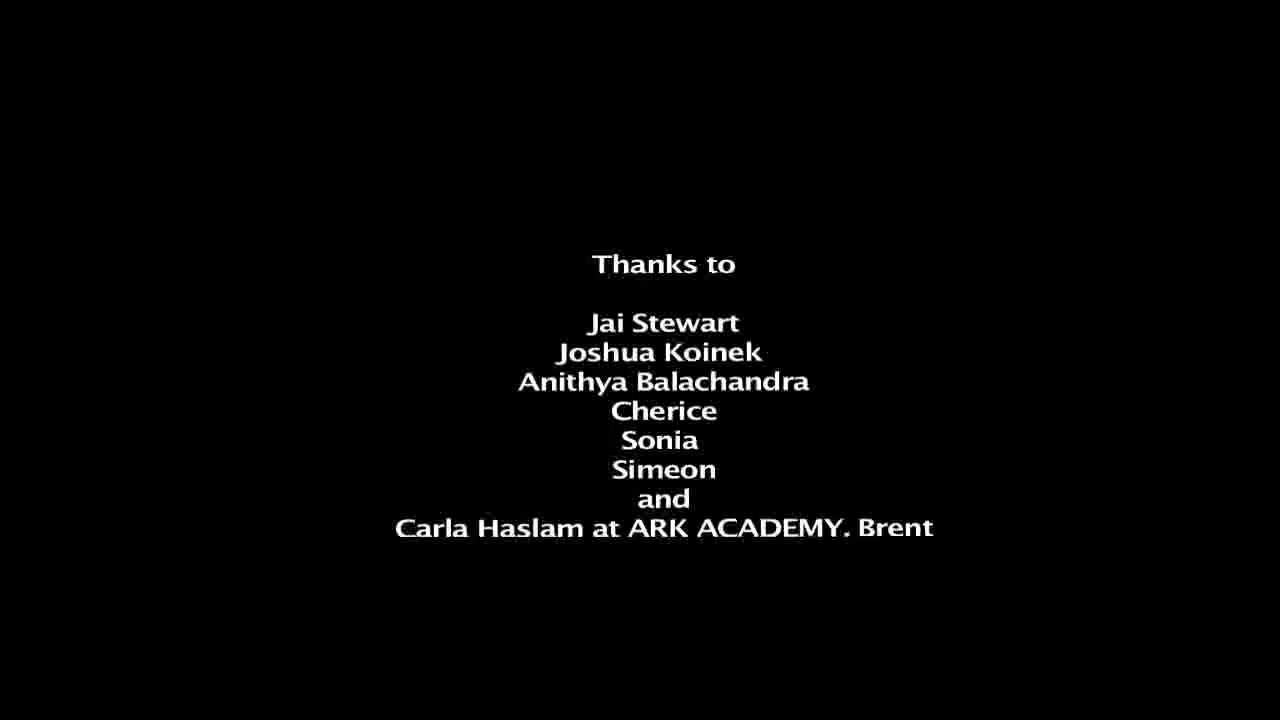 Thanks to
Jai Stewart
Joshua Koinek
Anithya Balachandra
Cherice
Sonia
Simeon
and
Carla Haslam at ARK ACADEMY. Brent